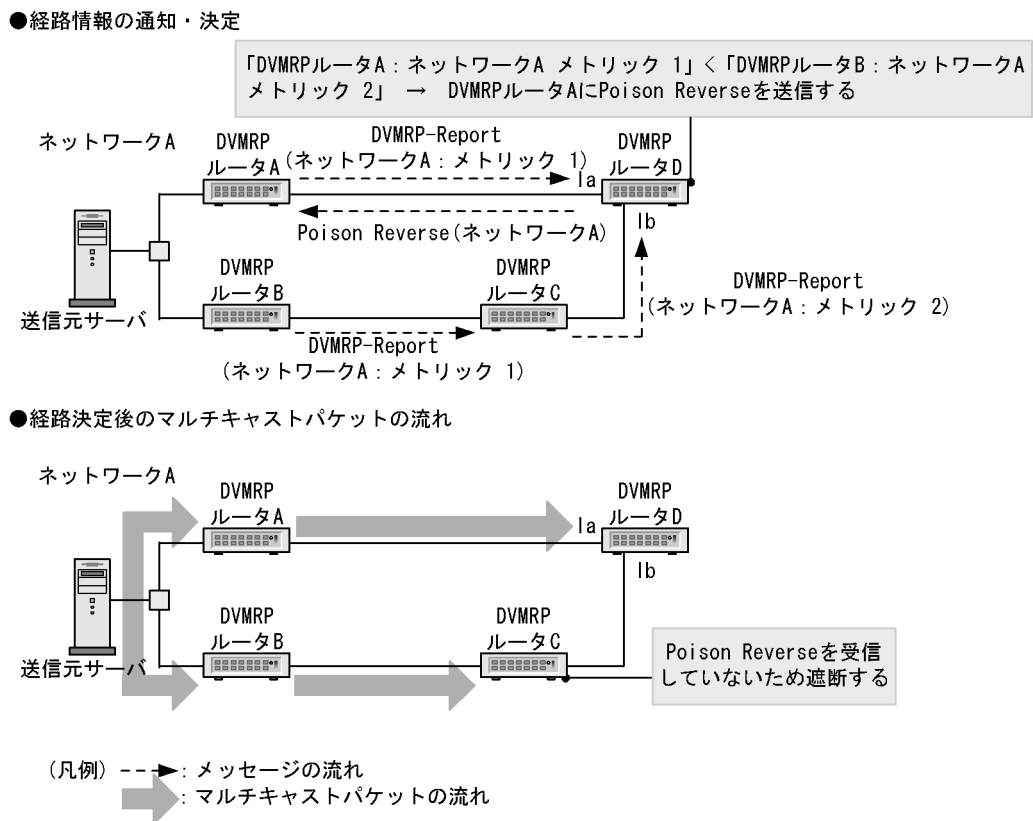 ●経路情報の通知・決定
「DVMRPルータA：ネットワークA メトリック 1」<「DVMRPルータB：ネットワークA
メトリック 2」 → DVMRPルータAにPoison Reverseを送信する
ネットワークA
DVMRP
ルータA
DVMRP-Report
(ネットワークA：メトリック 1)
DVMRP
ルータD
Ia
Poison Reverse(ネットワークA)
Ib
送信元サーバ
DVMRP
ルータB
DVMRP
ルータC
DVMRP-Report
(ネットワークA：メトリック 2)
DVMRP-Report
(ネットワークA：メトリック 1)
●経路決定後のマルチキャストパケットの流れ
ネットワークA
DVMRP
ルータA
DVMRP
ルータD
Ia
Ib
送信元サーバ
DVMRP
ルータB
DVMRP
ルータC
Poison Reverseを受信
していないため遮断する
(凡例)
：メッセージの流れ
：マルチキャストパケットの流れ